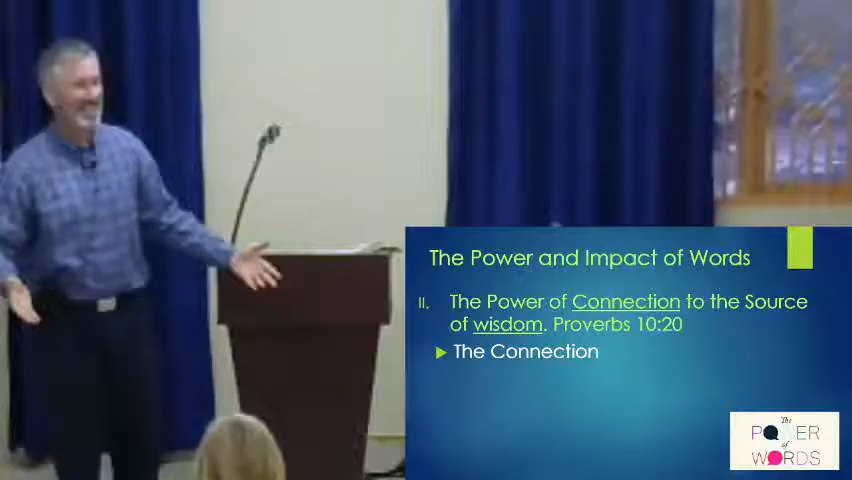 The Power and Impact of Words
II. The Power of Connection to the Source
of wisdom. Proverbs 10:20
The Connection
The
POWER
of
WORDS